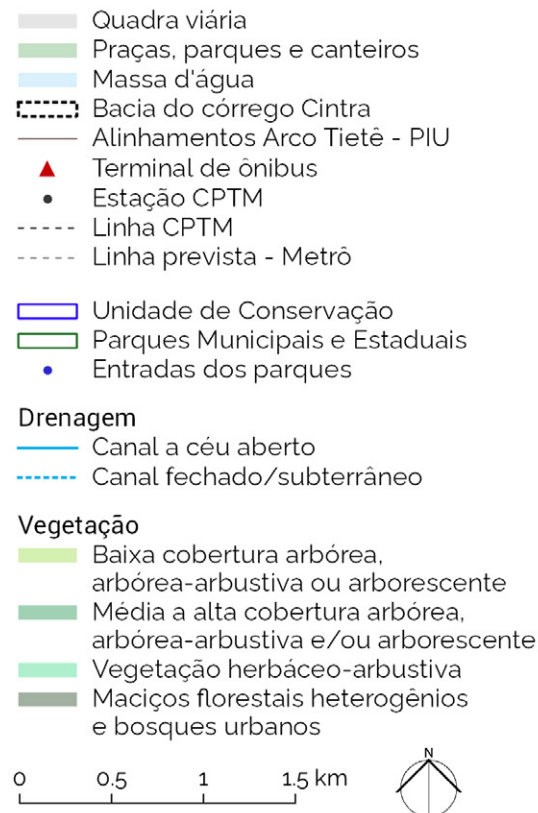 Quadra viária
Praças, parques e canteiros
Massa d'água
Bacia do córrego Cintra
Alinhamentos Arco Tietê - PIU
Terminal de ônibus
Estação CPTM
Linha CPTM
Linha prevista - Metrô
Unidade de Conservação
Parques Municipais e Estaduais
Entradas dos parques
Drenagem
Canal a céu aberto
Canal fechado/subterrâneo
Vegetação
Baixa cobertura arbórea,
arbórea-arbustiva ou arborescente
Média a alta cobertura arbórea,
arbórea-arbustiva e/ou arborescente
Vegetação herbáceo-arbustiva
Maciços florestais heterogênios
e bosques urbanos
0 0.5 1 1.5 km
N